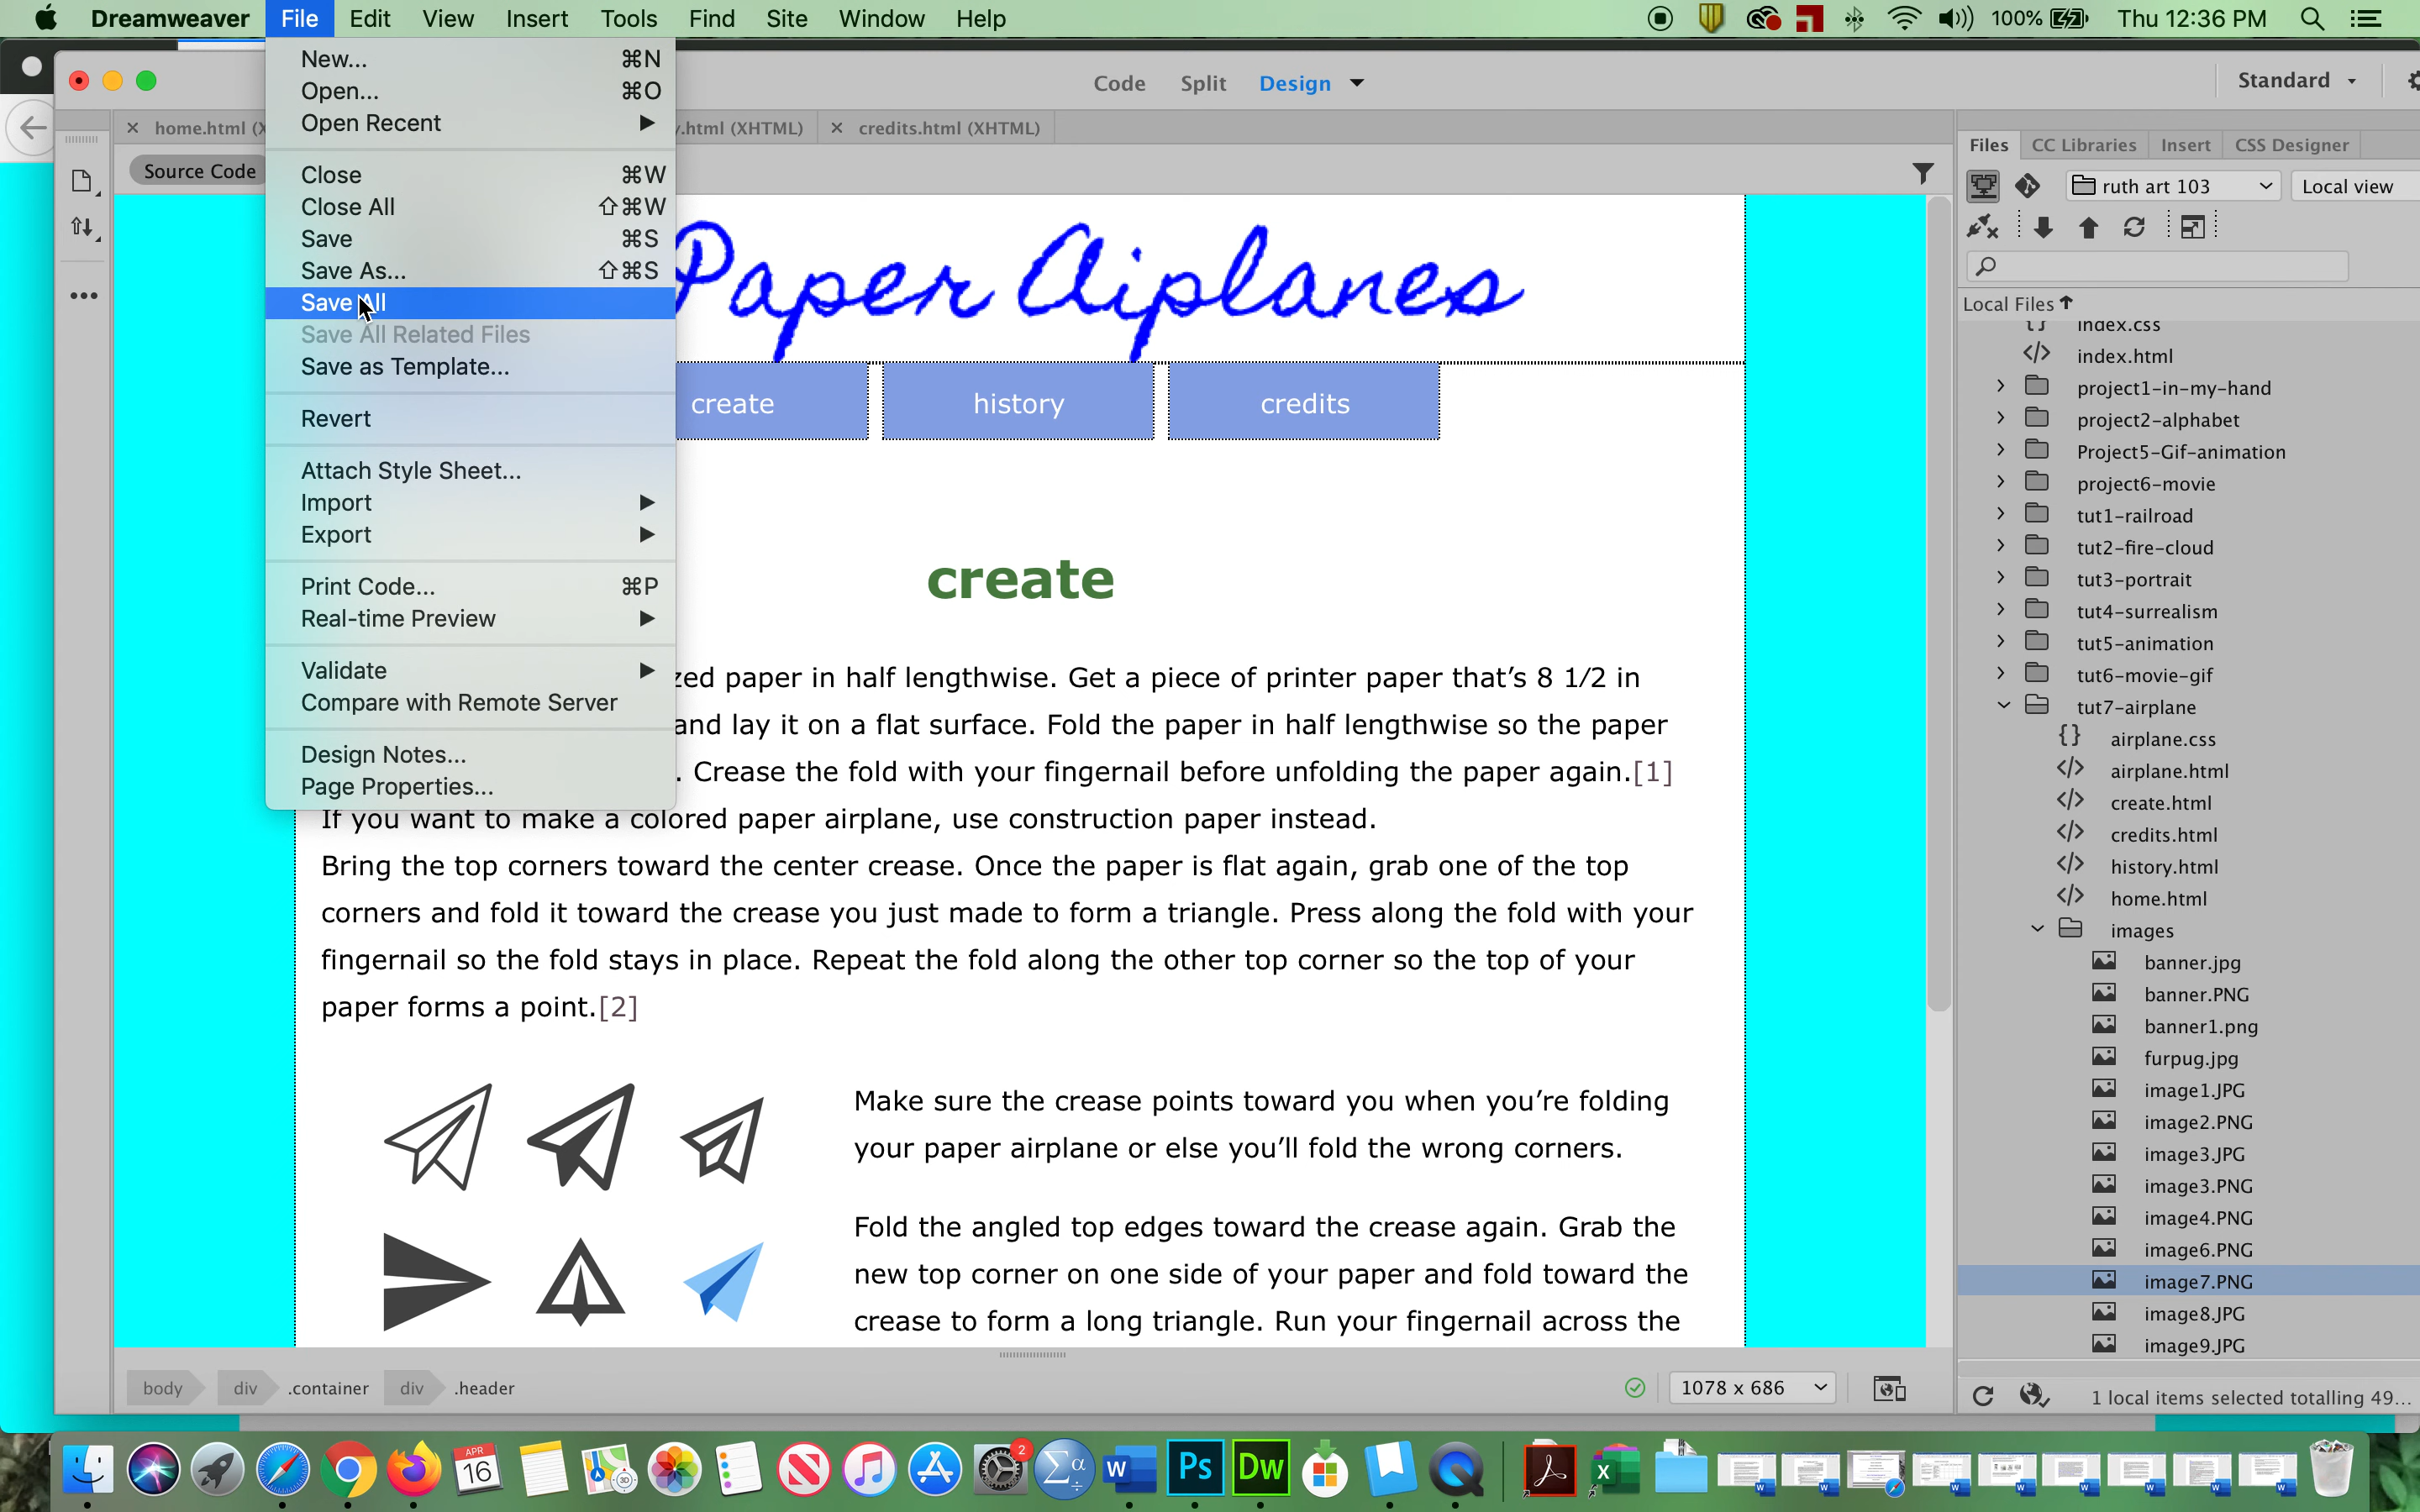 Dreamweaver File Edit View Insert Tools Find Site Window Help 100% Thu 12:36 PM
New... ⌘N
Open... ⌘O
Open Recent
Close ⌘W
Close All ⇧⌘W
Save ⌘S
Save As... ⇧⌘S
Save All
Save All Related Files
Save as Template...
Revert
Attach Style Sheet...
Import
Export
Print Code... ⌘P
Real-time Preview
Validate
Compare with Remote Server
Design Notes...
Page Properties...
Code Split Design Standard
home.html .html (XHTML) credits.html (XHTML)
Source Code
Paper Aiplanes
create history credits
create
paper in half lengthwise. Get a piece of printer paper that's 8 1/2 in
and lay it on a flat surface. Fold the paper in half lengthwise so the paper
. Crease the fold with your fingernail before unfolding the paper again.[1]
If you want to make a colored paper airplane, use construction paper instead.
Bring the top corners toward the center crease. Once the paper is flat again, grab one of the top
corners and fold it toward the crease you just made to form a triangle. Press along the fold with your
fingernail so the fold stays in place. Repeat the fold along the other top corner so the top of your
paper forms a point.[2]
Make sure the crease points toward you when you're folding
your paper airplane or else you'll fold the wrong corners.
Fold the angled top edges toward the crease again. Grab the
new top corner on one side of your paper and fold toward the
crease to form a long triangle. Run your fingernail across the
body div .container div .header 1078 x 686
Files CC Libraries Insert CSS Designer
ruth art 103 Local view
Local Files
index.css
index.html
project1-in-my-hand
project2-alphabet
Project5-Gif-animation
project6-movie
tut1-railroad
tut2-fire-cloud
tut3-portrait
tut4-surrealism
tut5-animation
tut6-movie-gif
tut7-airplane
airplane.css
airplane.html
create.html
credits.html
history.html
home.html
images
banner.jpg
banner.PNG
banner1.png
furpug.jpg
image1.JPG
image2.PNG
image3.JPG
image3.PNG
image4.PNG
image6.PNG
image7.PNG
image8.JPG
image9.JPG
1 local items selected totalling 49...
APR
16
3D
2
W
Ps
Dw
X